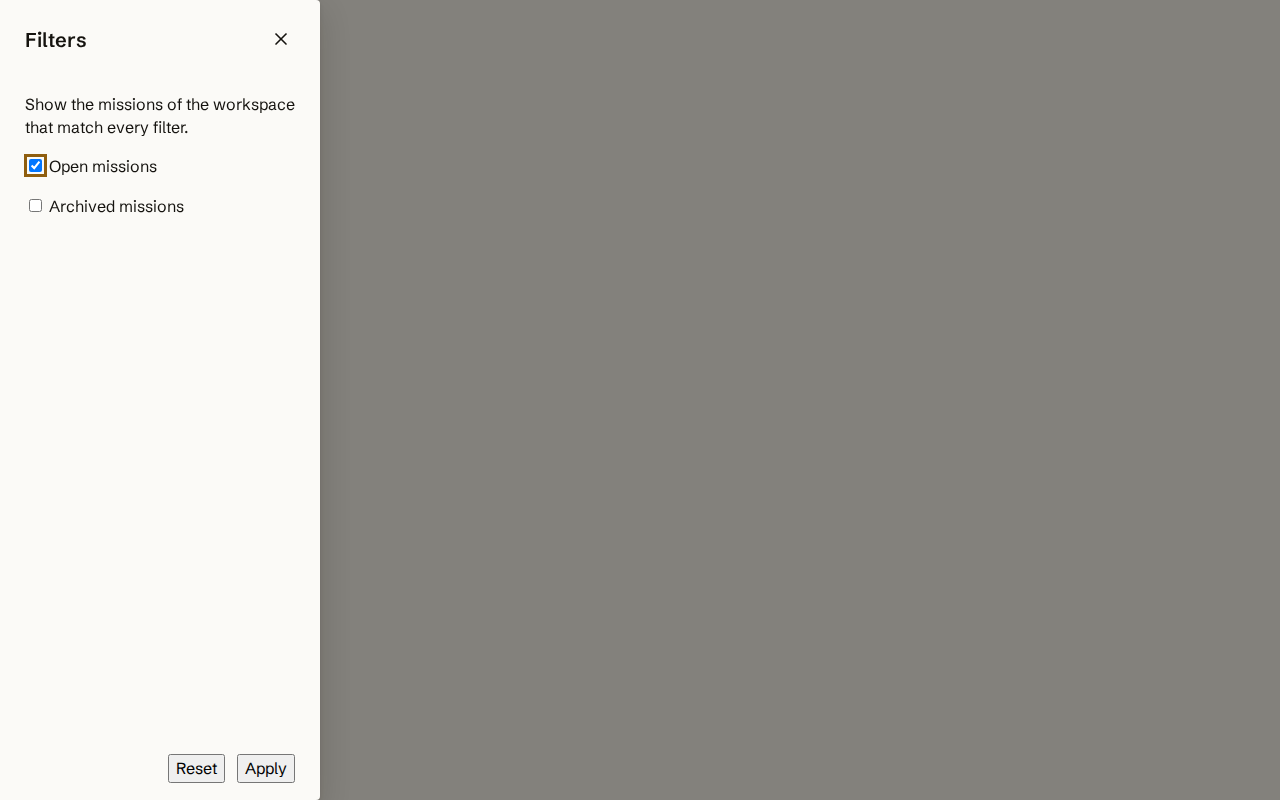 Filters
Show the missions of the workspace
that match every filter.
Open missions
Archived missions
Reset
Apply